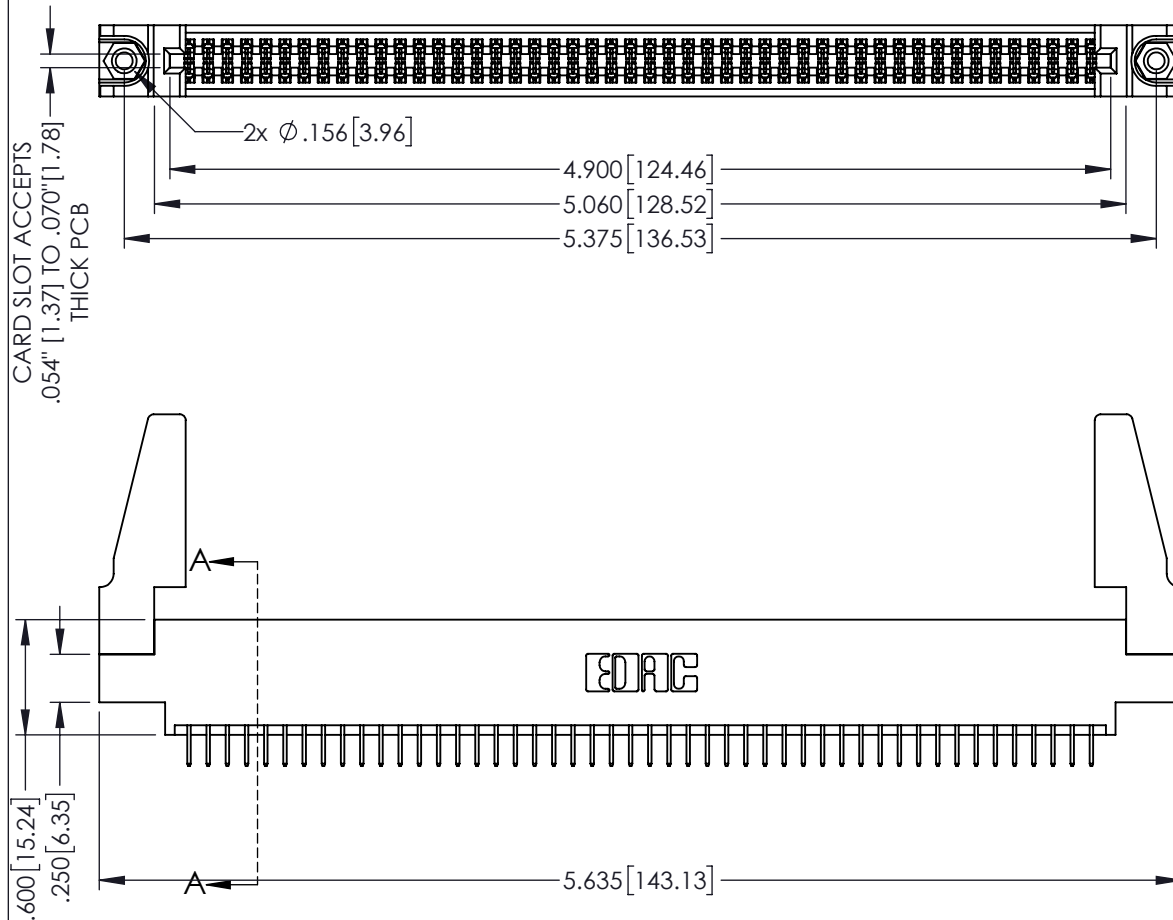 2x Ø .156[3.96]
4.900[124.46]
5.060[128.52]
5.375[136.53]
CARD SLOT ACCEPTS
.054" [1.37] TO .070"[1.78]
THICK PCB
A
EDAC
.600[15.24]
.250[6.35]
A
5.635[143.13]